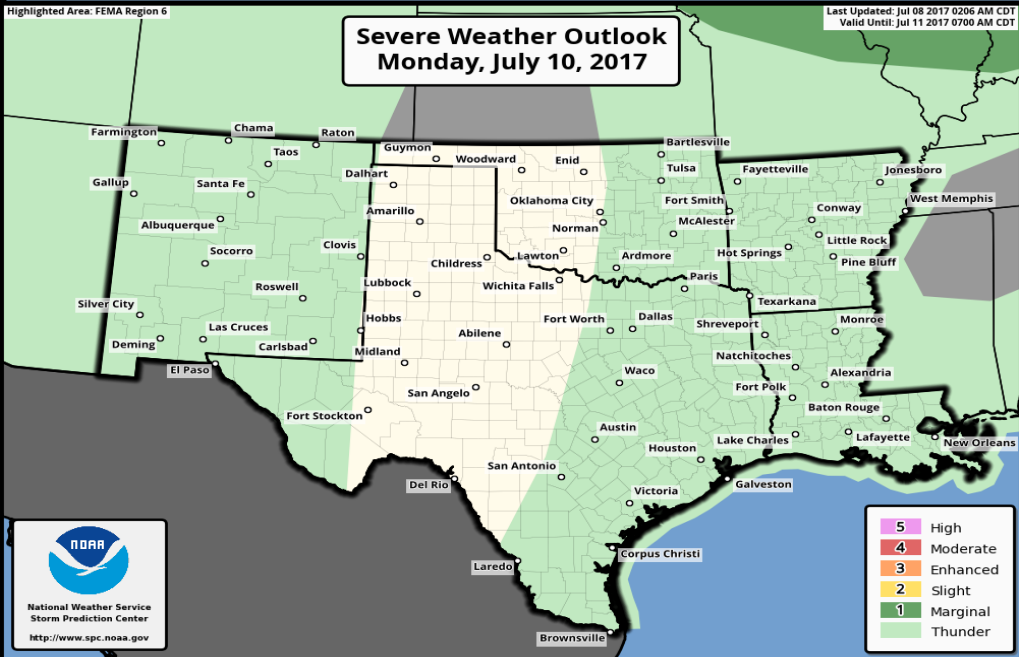 Highlighted Area: FEMA Region 6
Last Updated: Jul 08 2017 0206 AM CDT
Valid Until: Jul 11 2017 0700 AM CDT
Severe Weather Outlook
Monday, July 10, 2017
Farmington
Chama
Raton
Taos
Gallup
Santa Fe
Albuquerque
Socorro
Clovis
Roswell
Silver City
Las Cruces
Hobbs
Deming
Carlsbad
El Paso
Guymon
Woodward
Enid
Bartlesville
Dalhart
Tulsa
Amarillo
Oklahoma City
Norman
McAlester
Childress
Lawton
Ardmore
Lubbock
Wichita Falls
Paris
Fort Worth
Dallas
Abilene
Midland
San Angelo
Waco
Fort Stockton
Austin
San Antonio
Houston
Del Rio
Victoria
Galveston
Laredo
Corpus Christi
Brownsville
Fayetteville
Jonesboro
Fort Smith
Conway
West Memphis
Little Rock
Hot Springs
Pine Bluff
Texarkana
Shreveport
Monroe
Natchitoches
Alexandria
Fort Polk
Baton Rouge
Lake Charles
Lafayette
New Orleans
NOAA
National Weather Service
Storm Prediction Center
http://www.spc.noaa.gov
5 High
4 Moderate
3 Enhanced
2 Slight
1 Marginal
Thunder